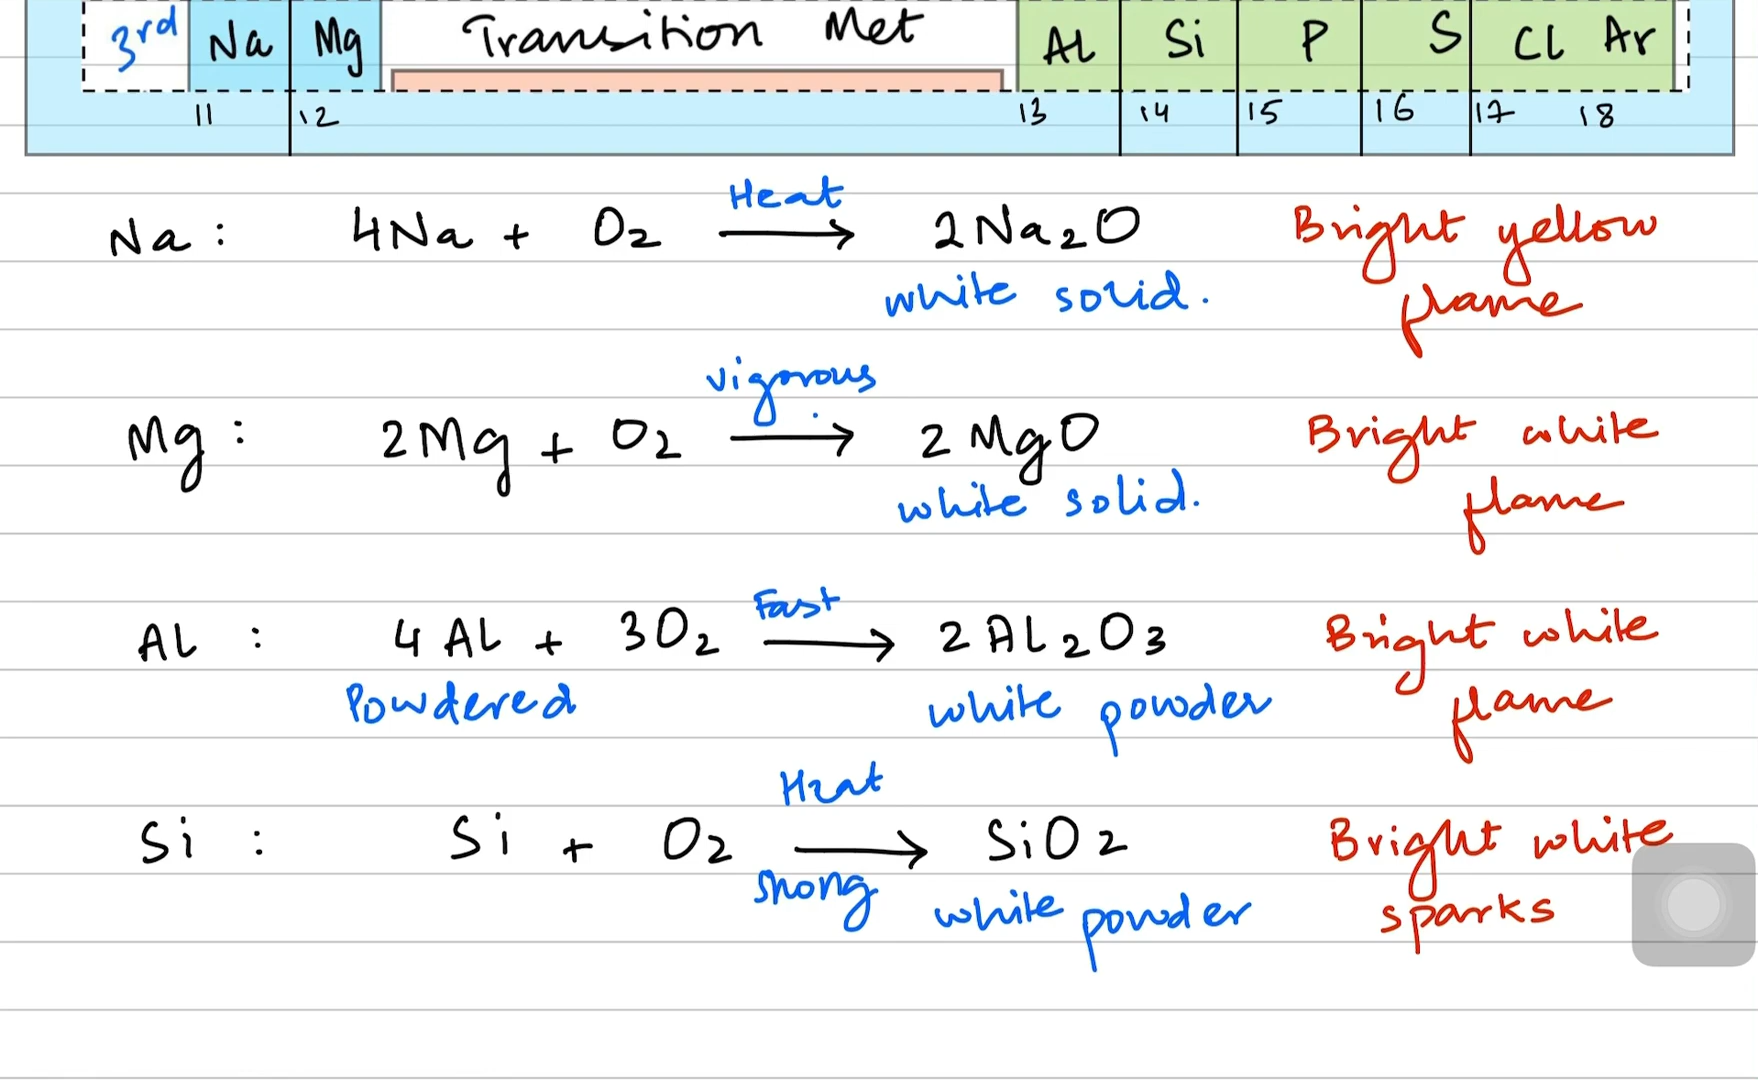 3rd Na Mg Transition Met Al Si P S Cl Ar
11 12 13 14 15 16 17 18
Heat
Na : 4Na + O2 → 2Na2O Bright yellow
white solid. flame
vigorous
Mg : 2Mg + O2 → 2MgO Bright white
white solid. flame
Fast
Al : 4Al + 3O2 → 2Al2O3 Bright white
Powdered white powder flame
Heat
Si : Si + O2 → SiO2 Bright white
strong white powder sparks